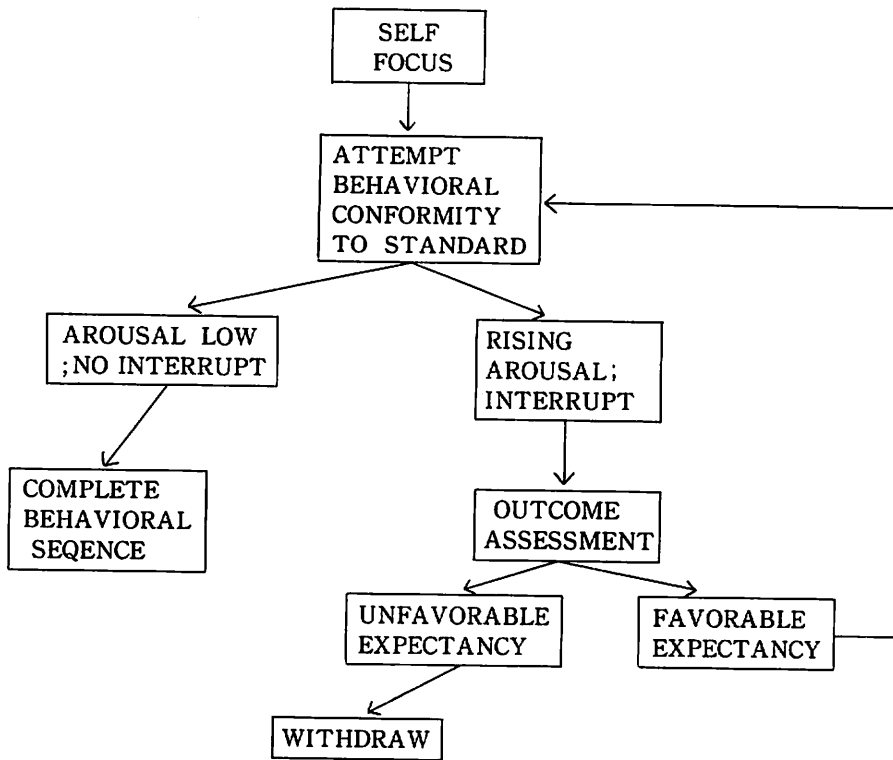 SELF
FOCUS
ATTEMPT
BEHAVIORAL
CONFORMITY
TO STANDARD
AROUSAL LOW
;NO INTERRUPT
RISING
AROUSAL;
INTERRUPT
COMPLETE
BEHAVIORAL
SEQENCE
OUTCOME
ASSESSMENT
UNFAVORABLE
EXPECTANCY
FAVORABLE
EXPECTANCY
WITHDRAW